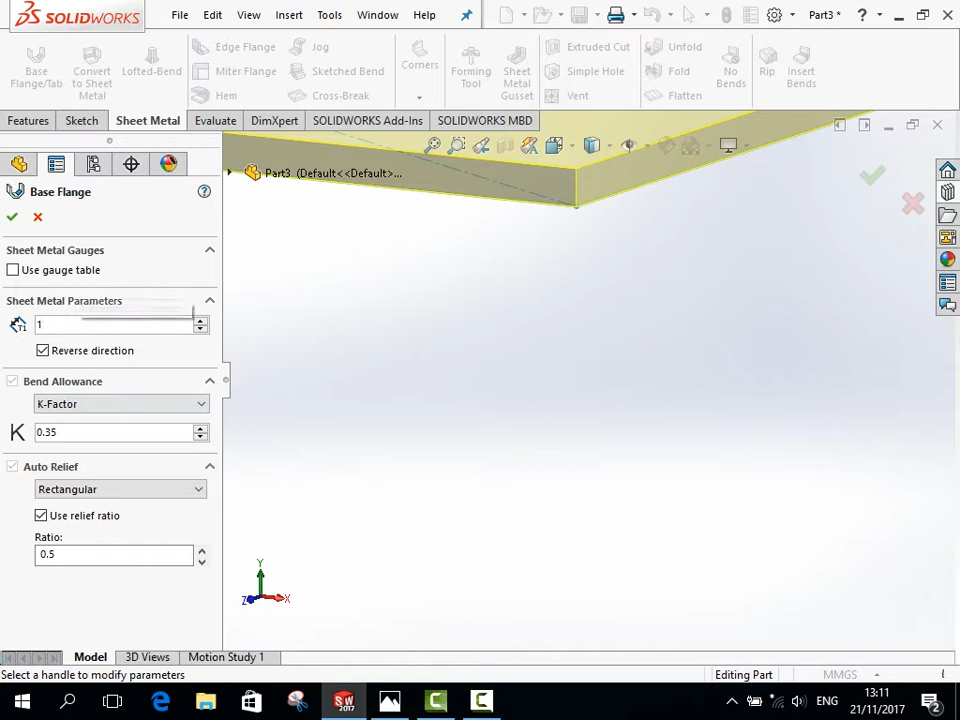 SOLIDWORKS
File Edit View Insert Tools Window Help
Part3 *
Base Flange/Tab
Convert to Sheet Metal
Lofted-Bend
Edge Flange
Miter Flange
Hem
Jog
Sketched Bend
Cross-Break
Corners
Forming Tool
Sheet Metal Gusset
Extruded Cut
Simple Hole
Vent
Unfold
Fold
Flatten
No Bends
Rip
Insert Bends
Features Sketch Sheet Metal Evaluate DimXpert SOLIDWORKS Add-Ins SOLIDWORKS MBD
Part3 (Default<<Default>...
Base Flange
Sheet Metal Gauges
Use gauge table
Sheet Metal Parameters
T1
1
Reverse direction
Bend Allowance
K-Factor
K
0.35
Auto Relief
Rectangular
Use relief ratio
Ratio:
0.5
Y
Z
X
Model 3D Views Motion Study 1
Select a handle to modify parameters
Editing Part
MMGS
SW 2017
ENG
13:11
21/11/2017
2